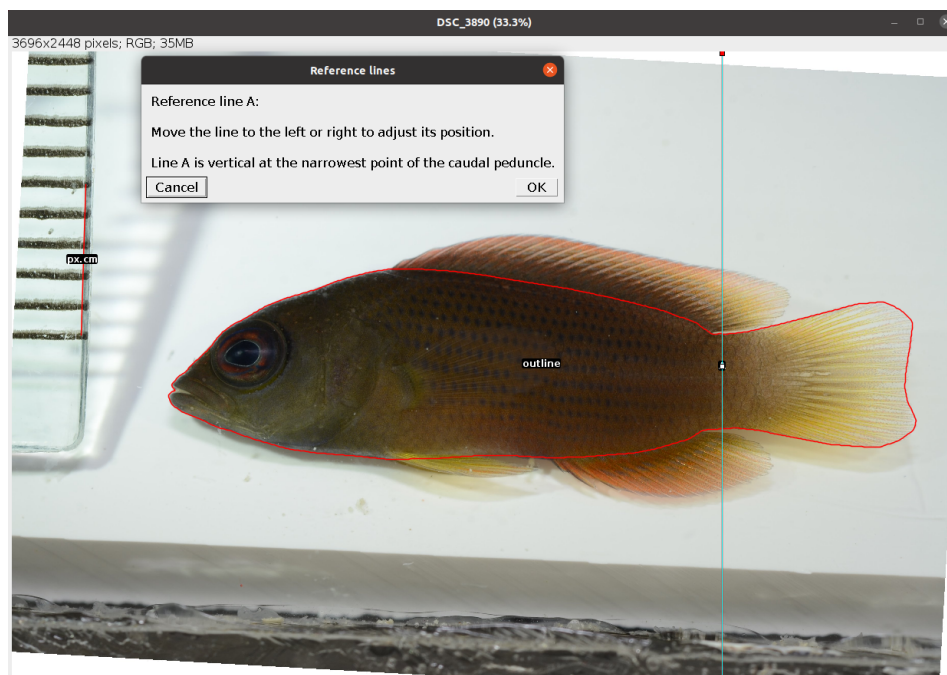 DSC_3890 (33.3%)
3696x2448 pixels; RGB; 35MB
Reference lines
Reference line A:
Move the line to the left or right to adjust its position.
Line A is vertical at the narrowest point of the caudal peduncle.
Cancel
OK
px.cm
outline